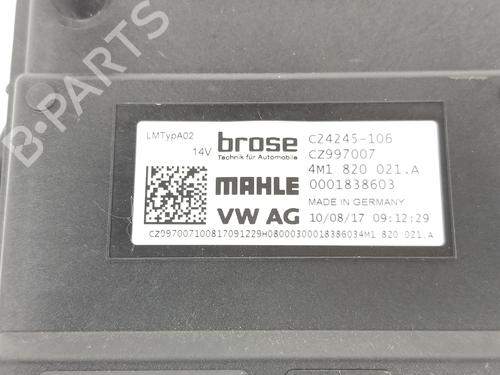 LMTypA02
14V
brose
Technik für Automobile
C24245-106
CZ997007
4M1 820 021.A
MAHLE
0001838603
MADE IN GERMANY
VW AG
10/08/17 09:12:29
CZ997007100817091229H08000300018386034M1 820 021.A
B-PARTS